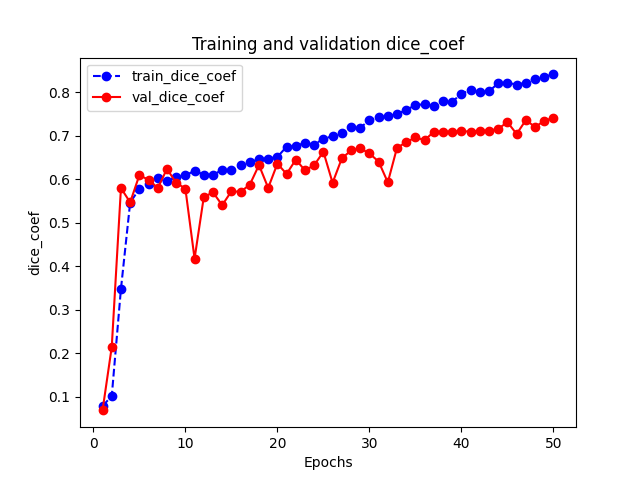 Training and validation dice_coef
train_dice_coef
val_dice_coef
dice_coef
0.8
0.7
0.6
0.5
0.4
0.3
0.2
0.1
0 10 20 30 40 50
Epochs